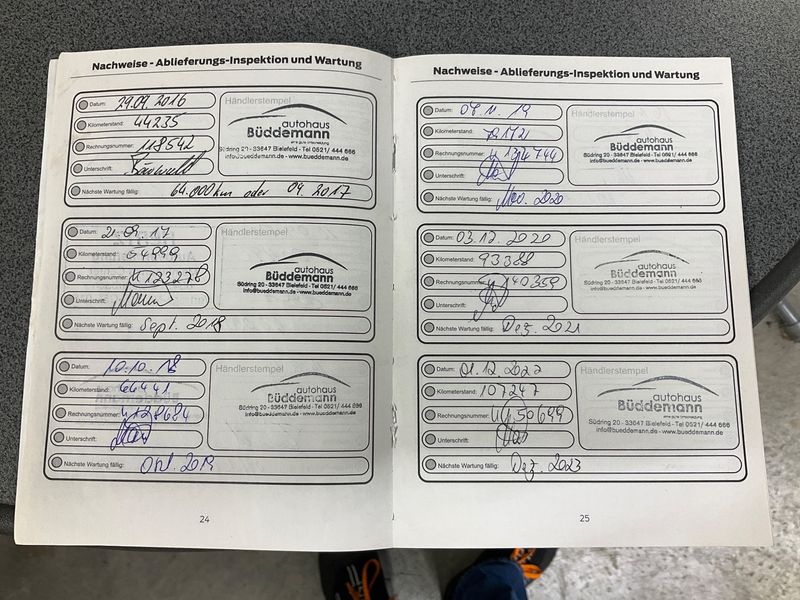 Nachweise - Ablieferungs-Inspektion und Wartung
Datum: 29.09.2016
Kilometerstand: 44235
Rechnungsnummer: 118542
Unterschrift:
Nächste Wartung fällig: 64.000 km oder 09.2017
Händlerstempel
autohaus
Büddemann
eine gute Entscheidung
Südring 20 - 33647 Bielefeld - Tel 0521/ 444 666
info@bueddemann.de - www.bueddemann.de
Datum: 21.09.17
Kilometerstand: 54999
Rechnungsnummer: 4123278
Unterschrift:
Nächste Wartung fällig: Sept. 2018
Händlerstempel
autohaus
Büddemann
Südring 20 - 33647 Bielefeld - Tel 0521/ 444 666
info@bueddemann.de - www.bueddemann.de
Datum: 10.10.18
Kilometerstand: 66441
Rechnungsnummer: 4128684
Unterschrift:
Nächste Wartung fällig: Okt. 2019
Händlerstempel
autohaus
Büddemann
Südring 20 - 33647 Bielefeld - Tel 0521/ 444 666
info@bueddemann.de - www.bueddemann.de
24
Nachweise - Ablieferungs-Inspektion und Wartung
Datum: 19
Kilometerstand:
Rechnungsnummer:
Unterschrift:
Nächste Wartung fällig: Nov. 2020
Händlerstempel
autohaus
Büddemann
eine gute Entscheidung
Südring 20 - 33647 Bielefeld - Tel 0521/ 444 666
info@bueddemann.de - www.bueddemann.de
Datum: 03.12.2020
Kilometerstand: 93388
Rechnungsnummer:
Unterschrift:
Nächste Wartung fällig: Dez. 2021
Händlerstempel
autohaus
Büddemann
Südring 20 - 33647 Bielefeld - Tel 0521/ 444 666
info@bueddemann.de - www.bueddemann.de
Datum: 01.12.2022
Kilometerstand: 107247
Rechnungsnummer:
Unterschrift:
Nächste Wartung fällig: Dez. 2023
Händlerstempel
autohaus
Büddemann
Südring 20 - 33647 Bielefeld - Tel 0521/ 444 666
info@bueddemann.de - www.bueddemann.de
25